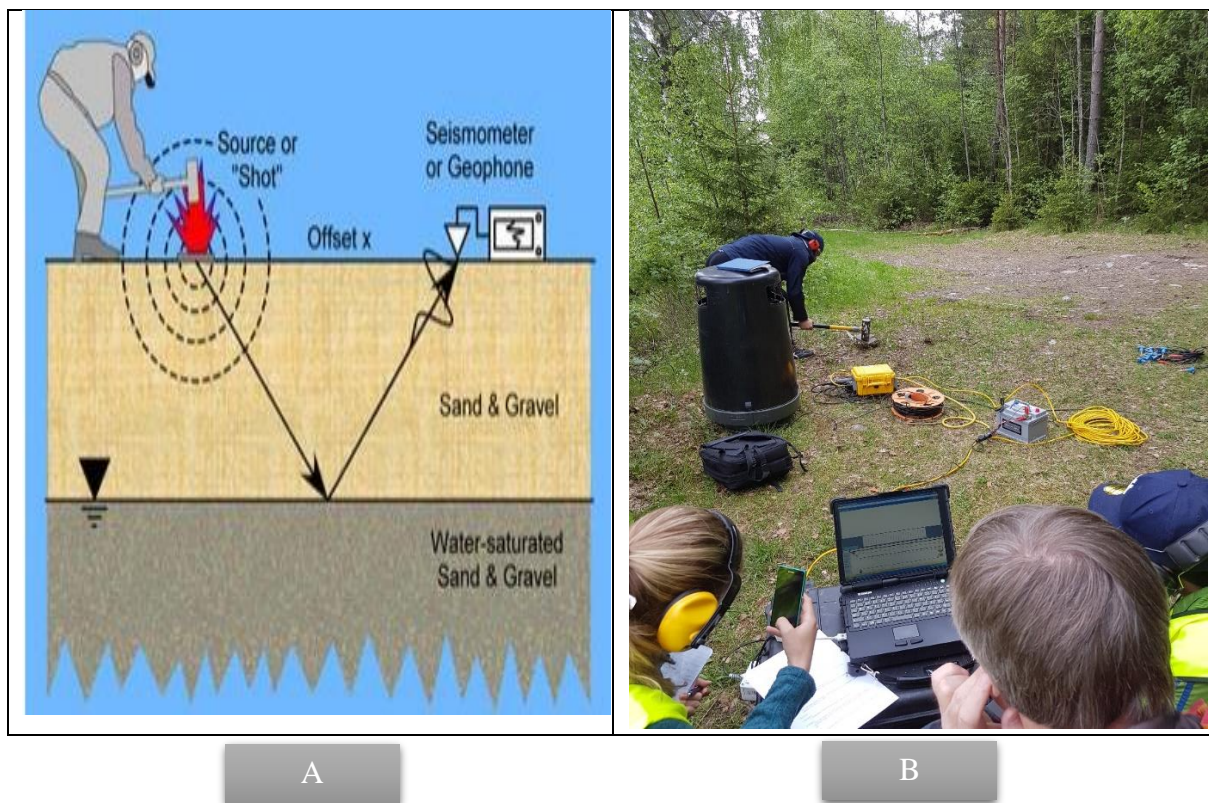 Source or
"Shot"
Seismometer
or Geophone
Offset x
Sand & Gravel
Water-saturated
Sand & Gravel
A
B